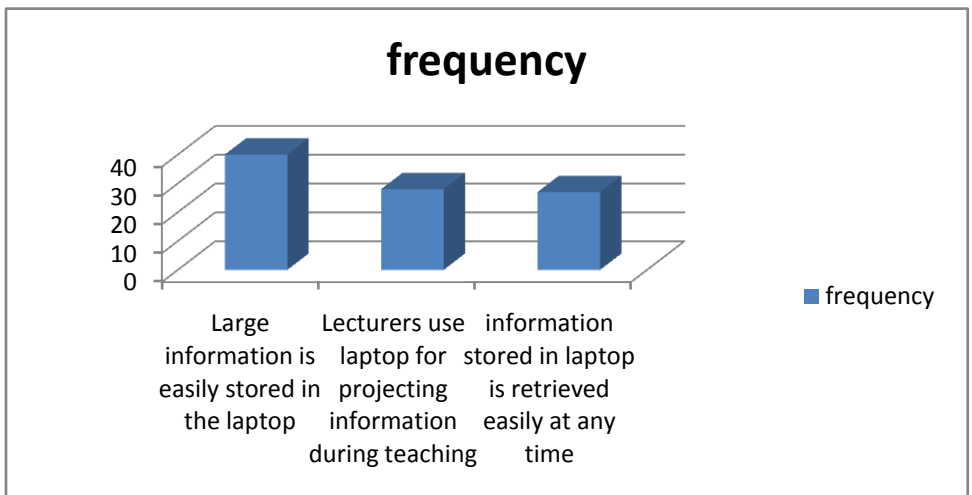 frequency
40
30
20
10
0
Large
information is
easily stored in
the laptop
Lecturers use
laptop for
projecting
information
during teaching
information
stored in laptop
is retrieved
easily at any
time
frequency